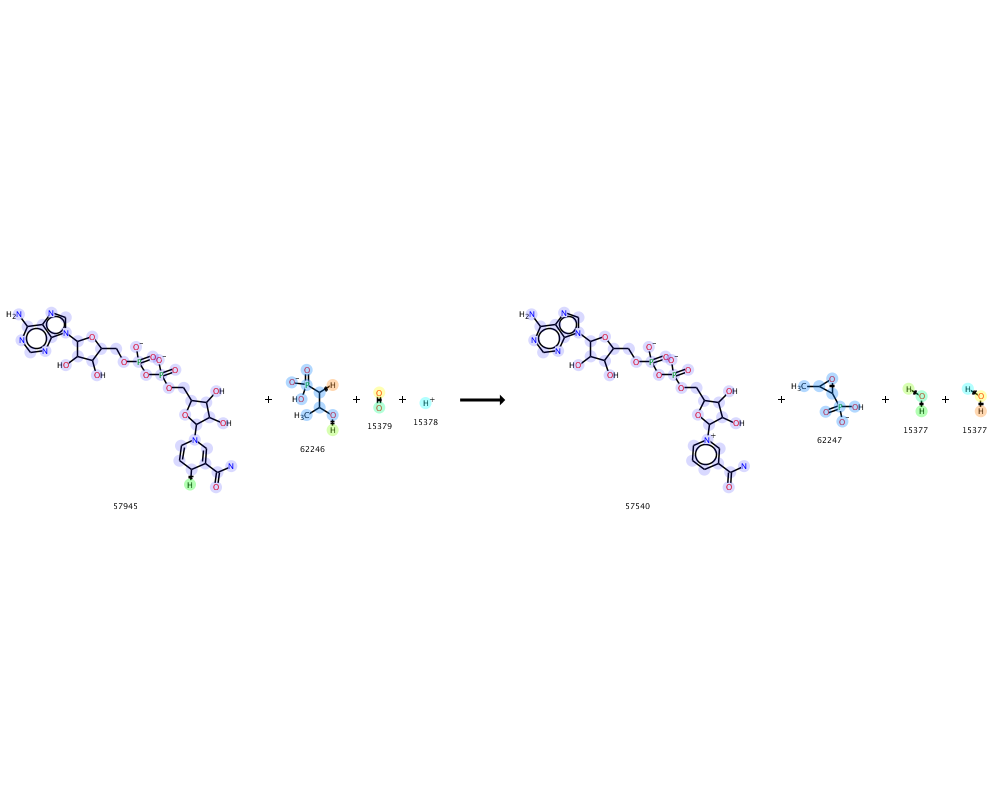 H₂N N N N N O HO OH O O⁻ P O O⁻ P O O O O OH OH N N O H
57945
+
O O⁻ P HO H H₃C O H
62246
+
O O
15379
+
H⁺
15378
H₂N N N N N O HO OH O O⁻ P O O⁻ P O O O O OH OH N⁺ N O
57540
+
H₃C O P OH O O⁻
62247
+
H O H
15377
+
H O H
15377